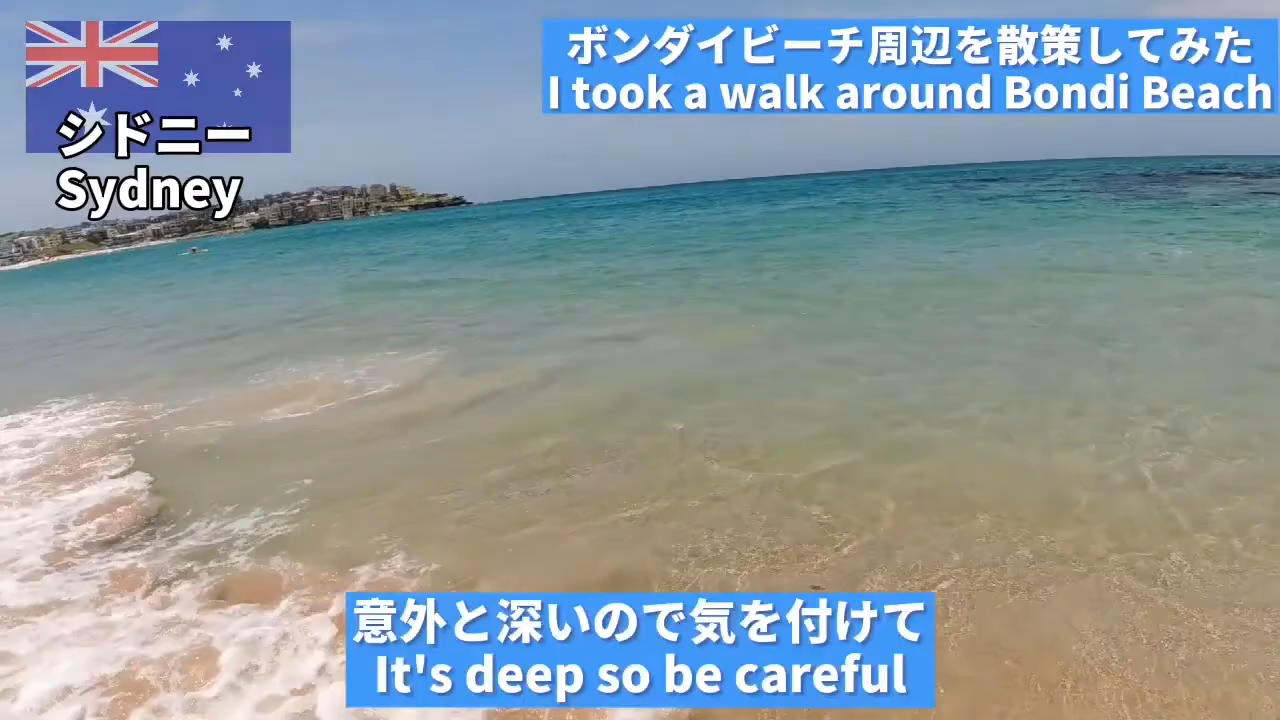 シドニー
Sydney
ボンダイビーチ周辺を散策してみた
I took a walk around Bondi Beach
意外と深いので気を付けて
It's deep so be careful